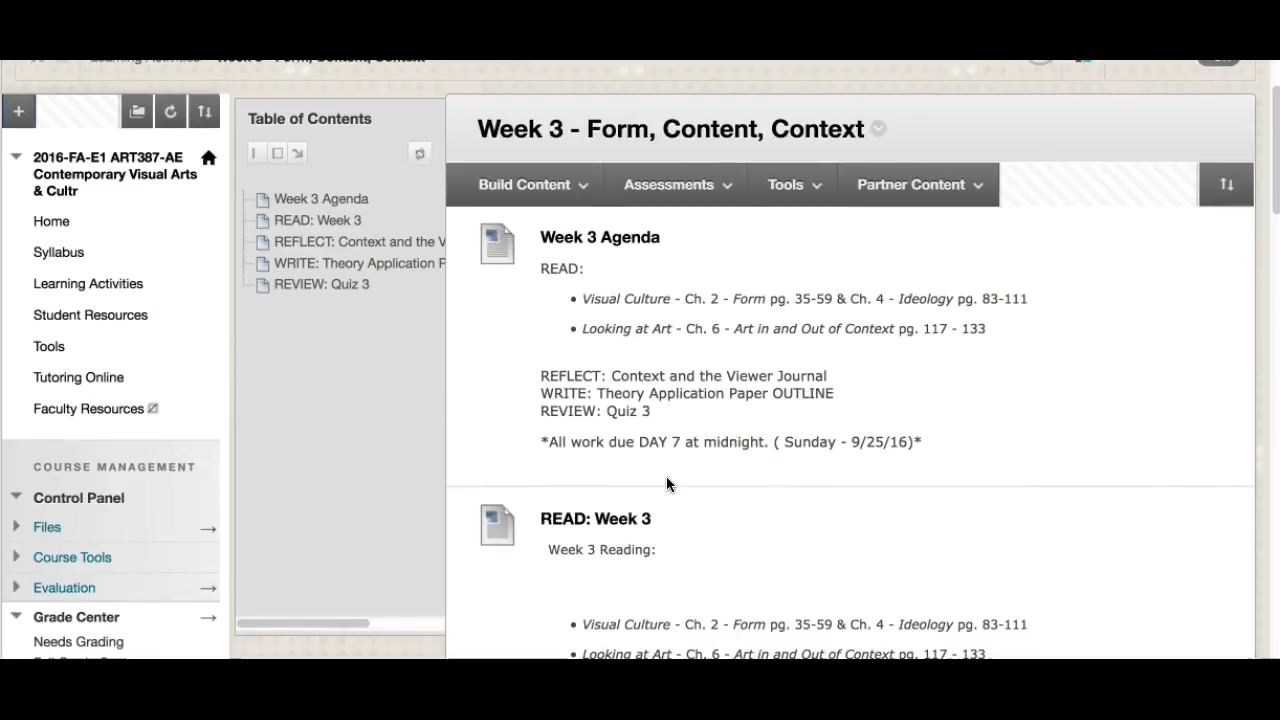 Week 3 - Form, Content, Context
2016-FA-E1 ART387-AE
Contemporary Visual Arts
& Cultr
Home
Syllabus
Learning Activities
Student Resources
Tools
Tutoring Online
Faculty Resources
COURSE MANAGEMENT
Control Panel
Files
Course Tools
Evaluation
Grade Center
Needs Grading
Table of Contents
Week 3 Agenda
READ: Week 3
REFLECT: Context and the V
WRITE: Theory Application P
REVIEW: Quiz 3
Week 3 - Form, Content, Context
Build Content
Assessments
Tools
Partner Content
Week 3 Agenda
READ:
• Visual Culture - Ch. 2 - Form pg. 35-59 & Ch. 4 - Ideology pg. 83-111
• Looking at Art - Ch. 6 - Art in and Out of Context pg. 117 - 133
REFLECT: Context and the Viewer Journal
WRITE: Theory Application Paper OUTLINE
REVIEW: Quiz 3
*All work due DAY 7 at midnight. ( Sunday - 9/25/16)*
READ: Week 3
Week 3 Reading:
• Visual Culture - Ch. 2 - Form pg. 35-59 & Ch. 4 - Ideology pg. 83-111
• Looking at Art - Ch. 6 - Art in and Out of Context pg. 117 - 133